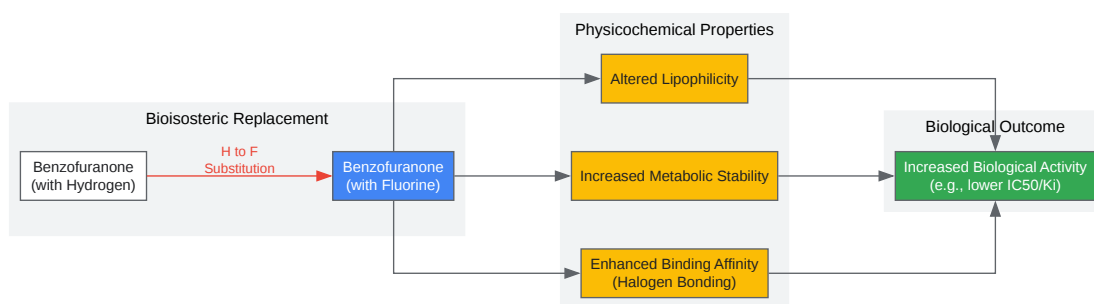 Physicochemical Properties
Altered Lipophilicity
Bioisosteric Replacement
Biological Outcome
H to F
Substitution
Benzofuranone
(with Hydrogen)
Benzofuranone
(with Fluorine)
Increased Metabolic Stability
Increased Biological Activity
(e.g., lower IC50/Ki)
Enhanced Binding Affinity
(Halogen Bonding)